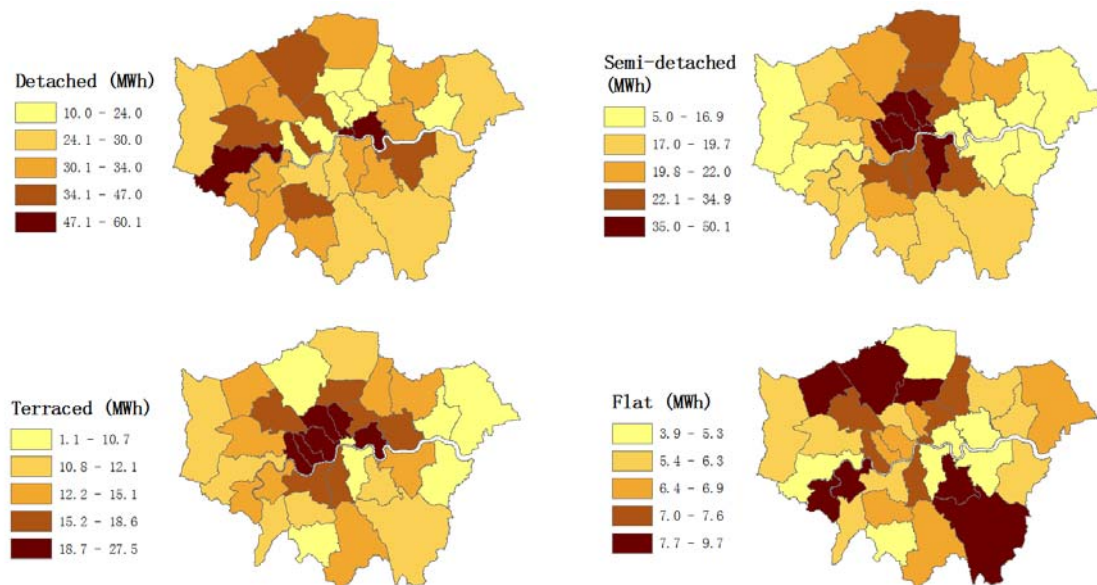 Detached (MWh)
10.0 - 24.0
24.1 - 30.0
30.1 - 34.0
34.1 - 47.0
47.1 - 60.1
Semi-detached
(MWh)
5.0 - 16.9
17.0 - 19.7
19.8 - 22.0
22.1 - 34.9
35.0 - 50.1
Terraced (MWh)
1.1 - 10.7
10.8 - 12.1
12.2 - 15.1
15.2 - 18.6
18.7 - 27.5
Flat (MWh)
3.9 - 5.3
5.4 - 6.3
6.4 - 6.9
7.0 - 7.6
7.7 - 9.7